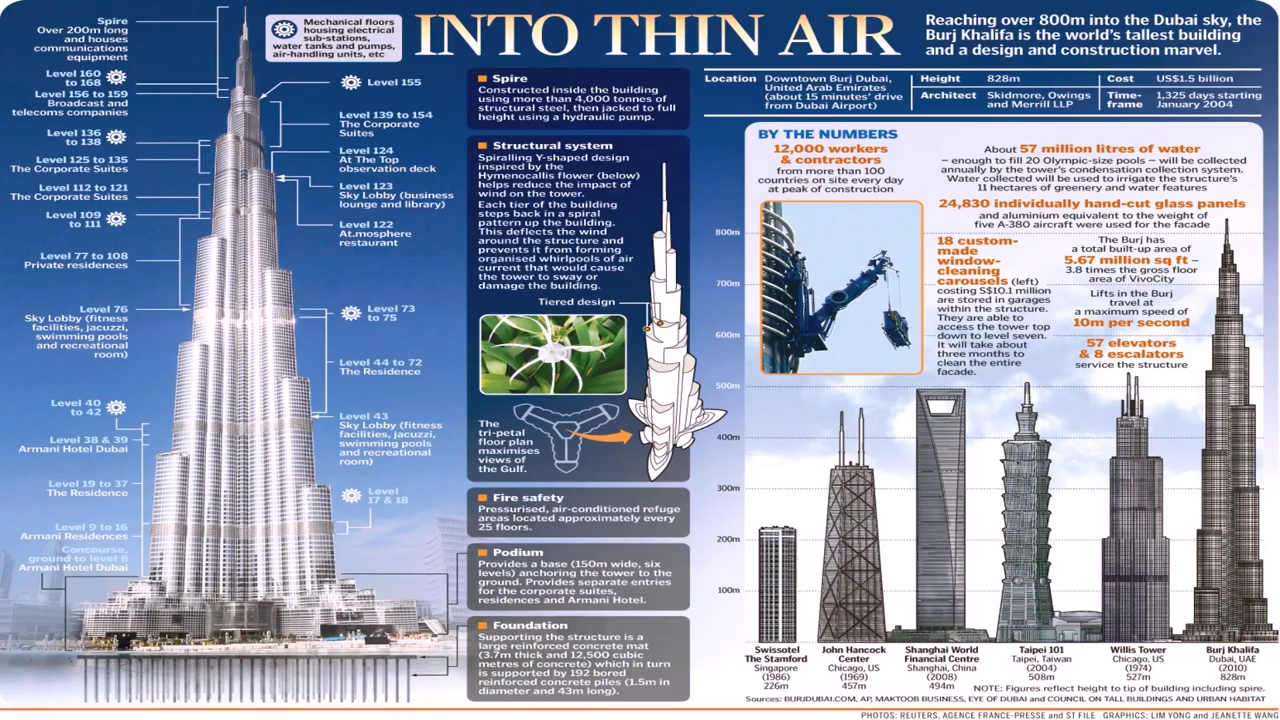 INTO THIN AIR
Reaching over 800m into the Dubai sky, the
Burj Khalifa is the world's tallest building
and a design and construction marvel.
Mechanical floors
housing electrical
sub-stations,
water tanks and pumps,
air-handling units, etc
Spire
Over 200m long
and houses
communications
equipment
Level 160
to 168
Level 156 to 159
Broadcast and
telecoms companies
Level 136
to 138
Level 125 to 135
The Corporate Suites
Level 112 to 121
The Corporate Suites
Level 109
to 111
Level 77 to 108
Private residences
Level 76
Sky Lobby (fitness
facilities, jacuzzi,
swimming pools
and recreational
room)
Level 40
to 42
Level 38 & 39
Armani Hotel Dubai
Level 19 to 37
The Residence
Level 9 to 16
Armani Residences
Concourse,
ground to level 8
Armani Hotel Dubai
Level 155
Level 139 to 154
The Corporate
Suites
Level 124
At The Top
observation deck
Level 123
Sky Lobby (business
lounge and library)
Level 122
At.mosphere
restaurant
Level 73
to 75
Level 44 to 72
The Residence
Level 43
Sky Lobby (fitness
facilities, jacuzzi,
swimming pools
and recreational
room)
Level
17 & 18
Spire
Constructed inside the building
using more than 4,000 tonnes of
structural steel, then jacked to full
height using a hydraulic pump.
Structural system
Spiralling Y-shaped design
inspired by the
Hymenocallis flower (below)
helps reduce the impact of
wind on the tower.
Each tier of the building
steps back in a spiral
pattern up the building.
This deflects the wind
around the structure and
prevents it from forming
organised whirlpools of air
current that would cause
the tower to sway or
damage the building.
Tiered design
The
tri-petal
floor plan
maximises
views of
the Gulf.
Fire safety
Pressurised, air-conditioned refuge
areas located approximately every
25 floors.
Podium
Provides a base (150m wide, six
levels) anchoring the tower to the
ground. Provides separate entries
for the corporate suites,
residences and Armani Hotel.
Foundation
Supporting the structure is a
large reinforced concrete mat
(3.7m thick and 12,500 cubic
metres of concrete) which in turn
is supported by 192 bored
reinforced concrete piles (1.5m in
diameter and 43m long).
Location Downtown Burj Dubai,
United Arab Emirates
(about 15 minutes' drive
from Dubai Airport)
Height 828m
Architect Skidmore, Owings
and Merrill LLP
Cost US$1.5 billion
Time-
frame 1,325 days starting
January 2004
BY THE NUMBERS
12,000 workers
& contractors
from more than 100
countries on site every day
at peak of construction
About 57 million litres of water
– enough to fill 20 Olympic-size pools – will be collected
annually by the tower's condensation collection system.
Water collected will be used to irrigate the structure's
11 hectares of greenery and water features
24,830 individually hand-cut glass panels
and aluminium equivalent to the weight of
five A-380 aircraft were used for the facade
18 custom-
made
window-
cleaning
carousels (left)
costing S$10.1 million
are stored in garages
within the structure.
They are able to
access the tower top
down to level seven.
It will take about
three months to
clean the entire
facade.
The Burj has
a total built-up area of
5.67 million sq ft –
3.8 times the gross floor
area of VivoCity
Lifts in the Burj
travel at
a maximum speed of
10m per second
57 elevators
& 8 escalators
service the structure
800m
700m
600m
500m
400m
300m
200m
100m
Swissotel
The Stamford
Singapore
(1986)
226m
John Hancock
Center
Chicago, US
(1969)
457m
Shanghai World
Financial Centre
Shanghai, China
(2008)
494m
Taipei 101
Taipei, Taiwan
(2004)
508m
Willis Tower
Chicago, US
(1974)
527m
Burj Khalifa
Dubai, UAE
(2010)
828m
NOTE: Figures reflect height to tip of building including spire.
Sources: BURJDUBAI.COM, AP, MAKTOOB BUSINESS, EYE OF DUBAI and COUNCIL ON TALL BUILDINGS AND URBAN HABITAT
PHOTOS: REUTERS, AGENCE FRANCE-PRESSE and ST FILE GRAPHICS: LIM YONG and JEANETTE WANG